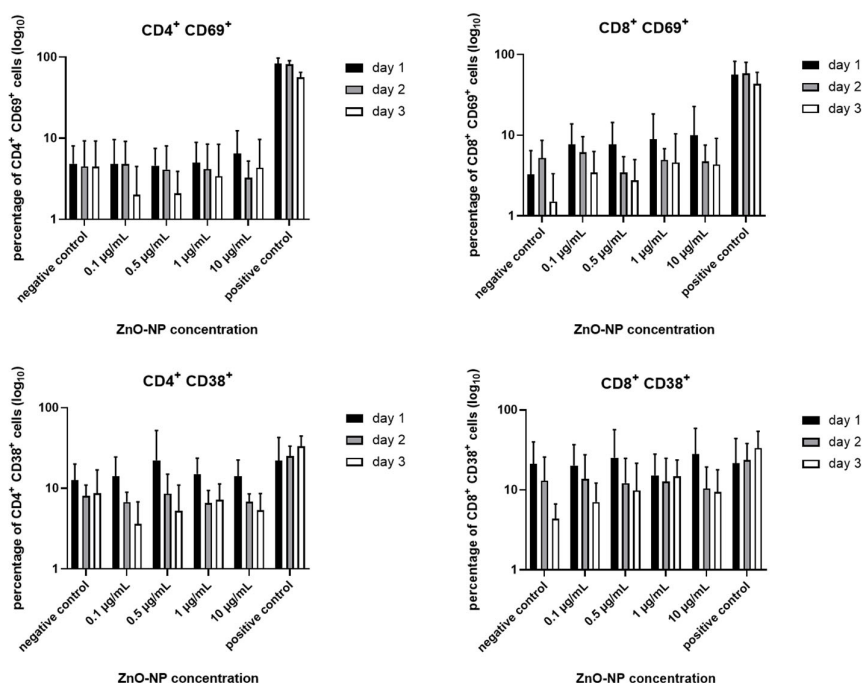 CD4⁺ CD69⁺
percentage of CD4⁺ CD69⁺ cells (log₁₀)
100
10
1
day 1
day 2
day 3
negative control
0.1 µg/mL
0.5 µg/mL
1 µg/mL
10 µg/mL
positive control
ZnO-NP concentration
CD8⁺ CD69⁺
percentage of CD8⁺ CD69⁺ cells (log₁₀)
100
10
1
day 1
day 2
day 3
negative control
0.1 µg/mL
0.5 µg/mL
1 µg/mL
10 µg/mL
positive control
ZnO-NP concentration
CD4⁺ CD38⁺
percentage of CD4⁺ CD38⁺ cells (log₁₀)
100
10
1
day 1
day 2
day 3
negative control
0.1 µg/mL
0.5 µg/mL
1 µg/mL
10 µg/mL
positive control
ZnO-NP concentration
CD8⁺ CD38⁺
percentage of CD8⁺ CD38⁺ cells (log₁₀)
100
10
1
day 1
day 2
day 3
negative control
0.1 µg/mL
0.5 µg/mL
1 µg/mL
10 µg/mL
positive control
ZnO-NP concentration